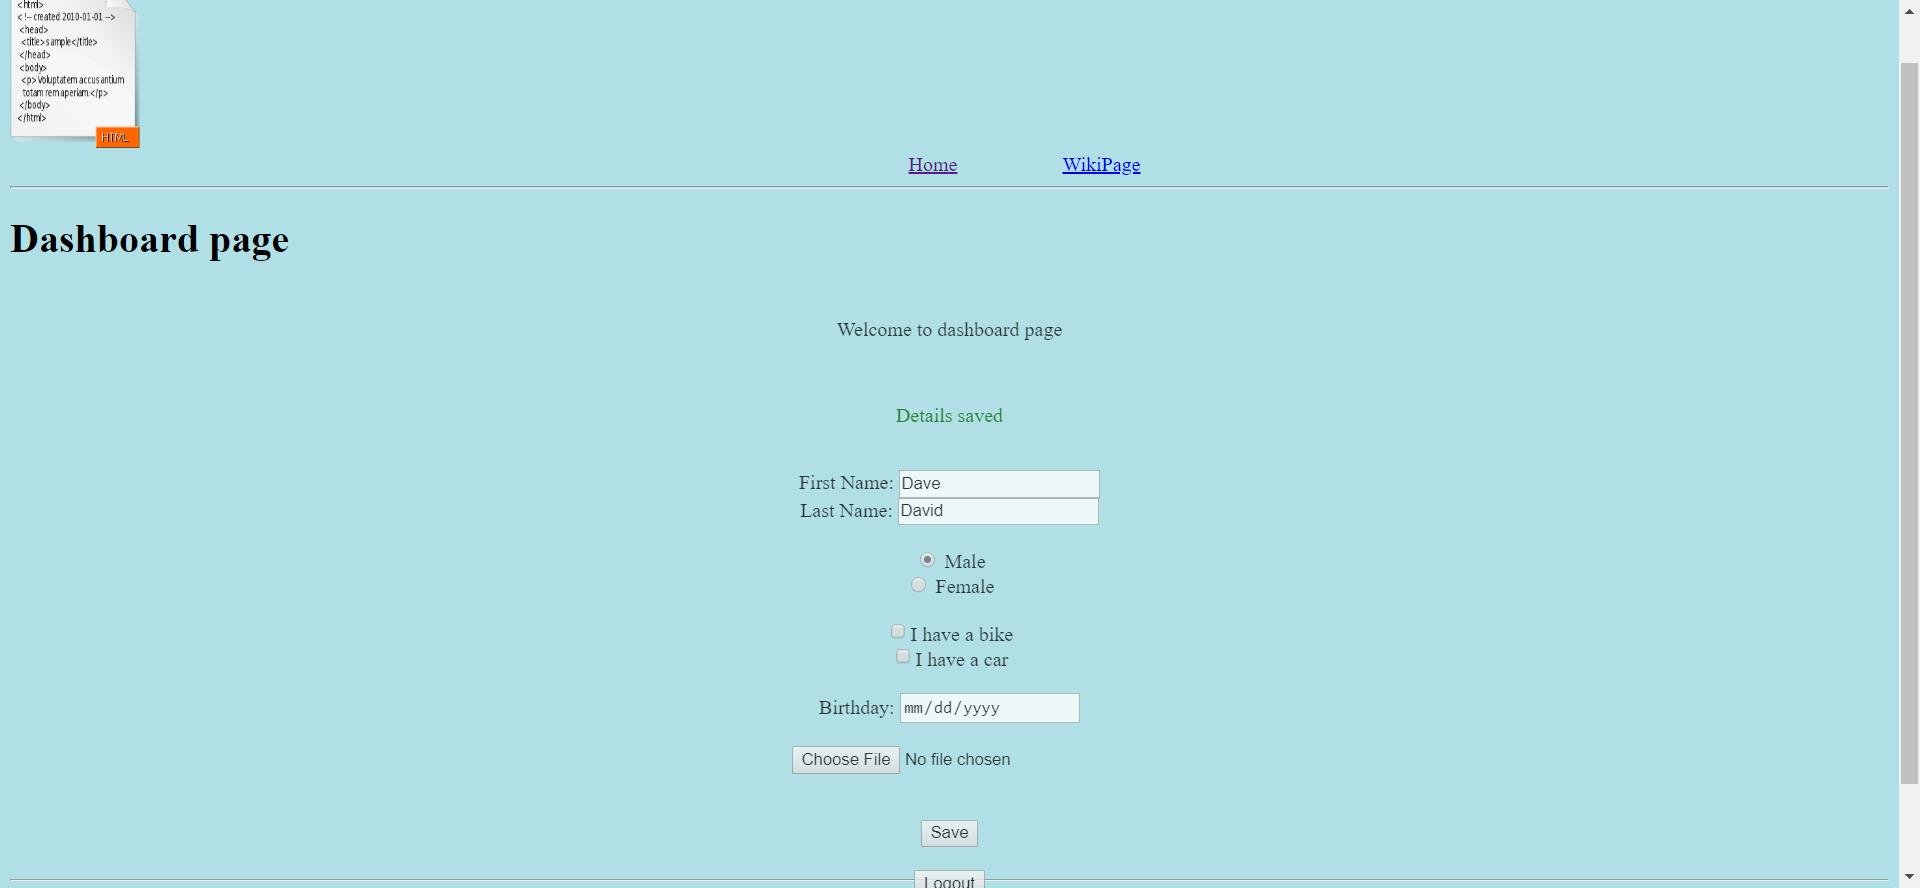 <html>
<!-- created 2010-01-01 -->
<head>
<title>sample</title>
</head>
<body>
<p>Voluptatem accusantium
totam rem aperiam.</p>
</body>
</html>
HTML
Home WikiPage
Dashboard page
Welcome to dashboard page
Details saved
First Name: Dave
Last Name: David
Male
Female
I have a bike
I have a car
Birthday: mm/dd/yyyy
Choose File No file chosen
Save
Logout